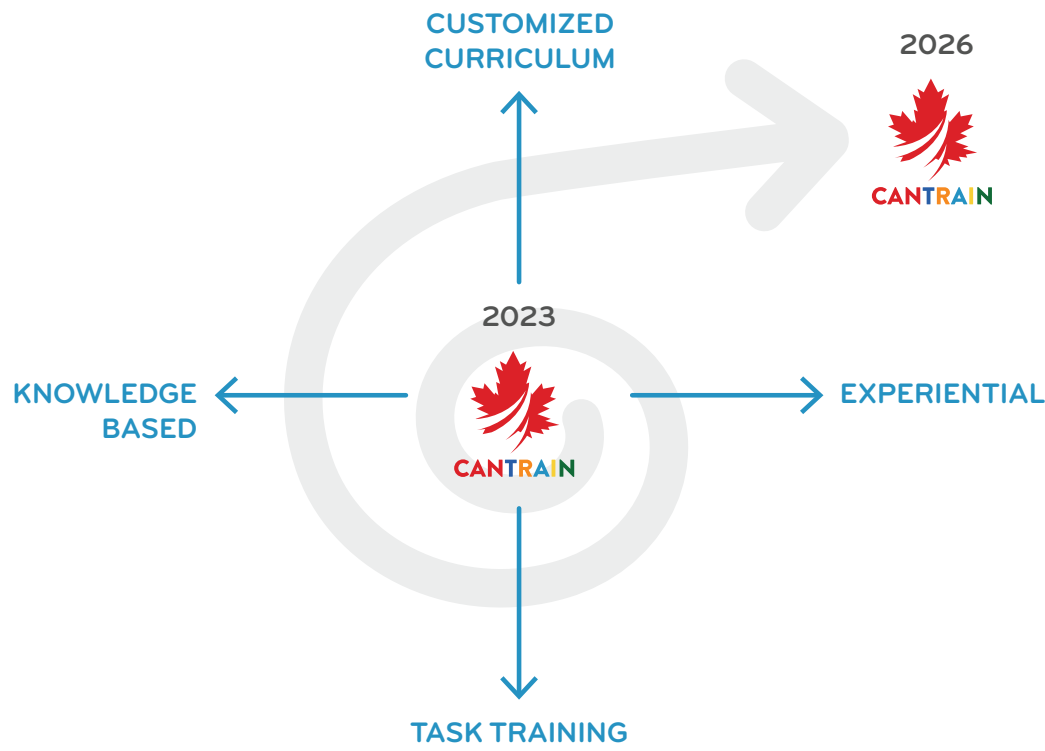 CUSTOMIZED
CURRICULUM
2026
CANTRAIN
2023
CANTRAIN
KNOWLEDGE
BASED
EXPERIENTIAL
TASK TRAINING